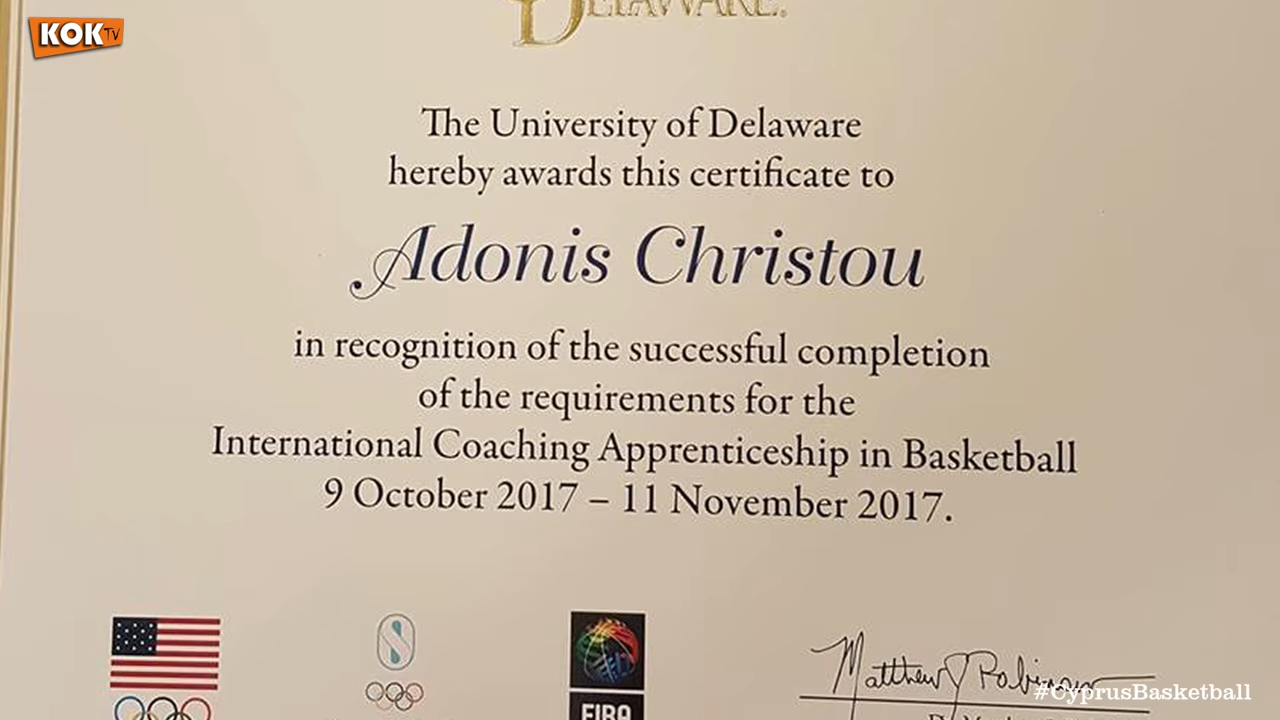 KOK TV
DELAWARE.
The University of Delaware
hereby awards this certificate to
Adonis Christou
in recognition of the successful completion
of the requirements for the
International Coaching Apprenticeship in Basketball
9 October 2017 – 11 November 2017.
FIBA
Matthew J Robinson
#CyprusBasketball